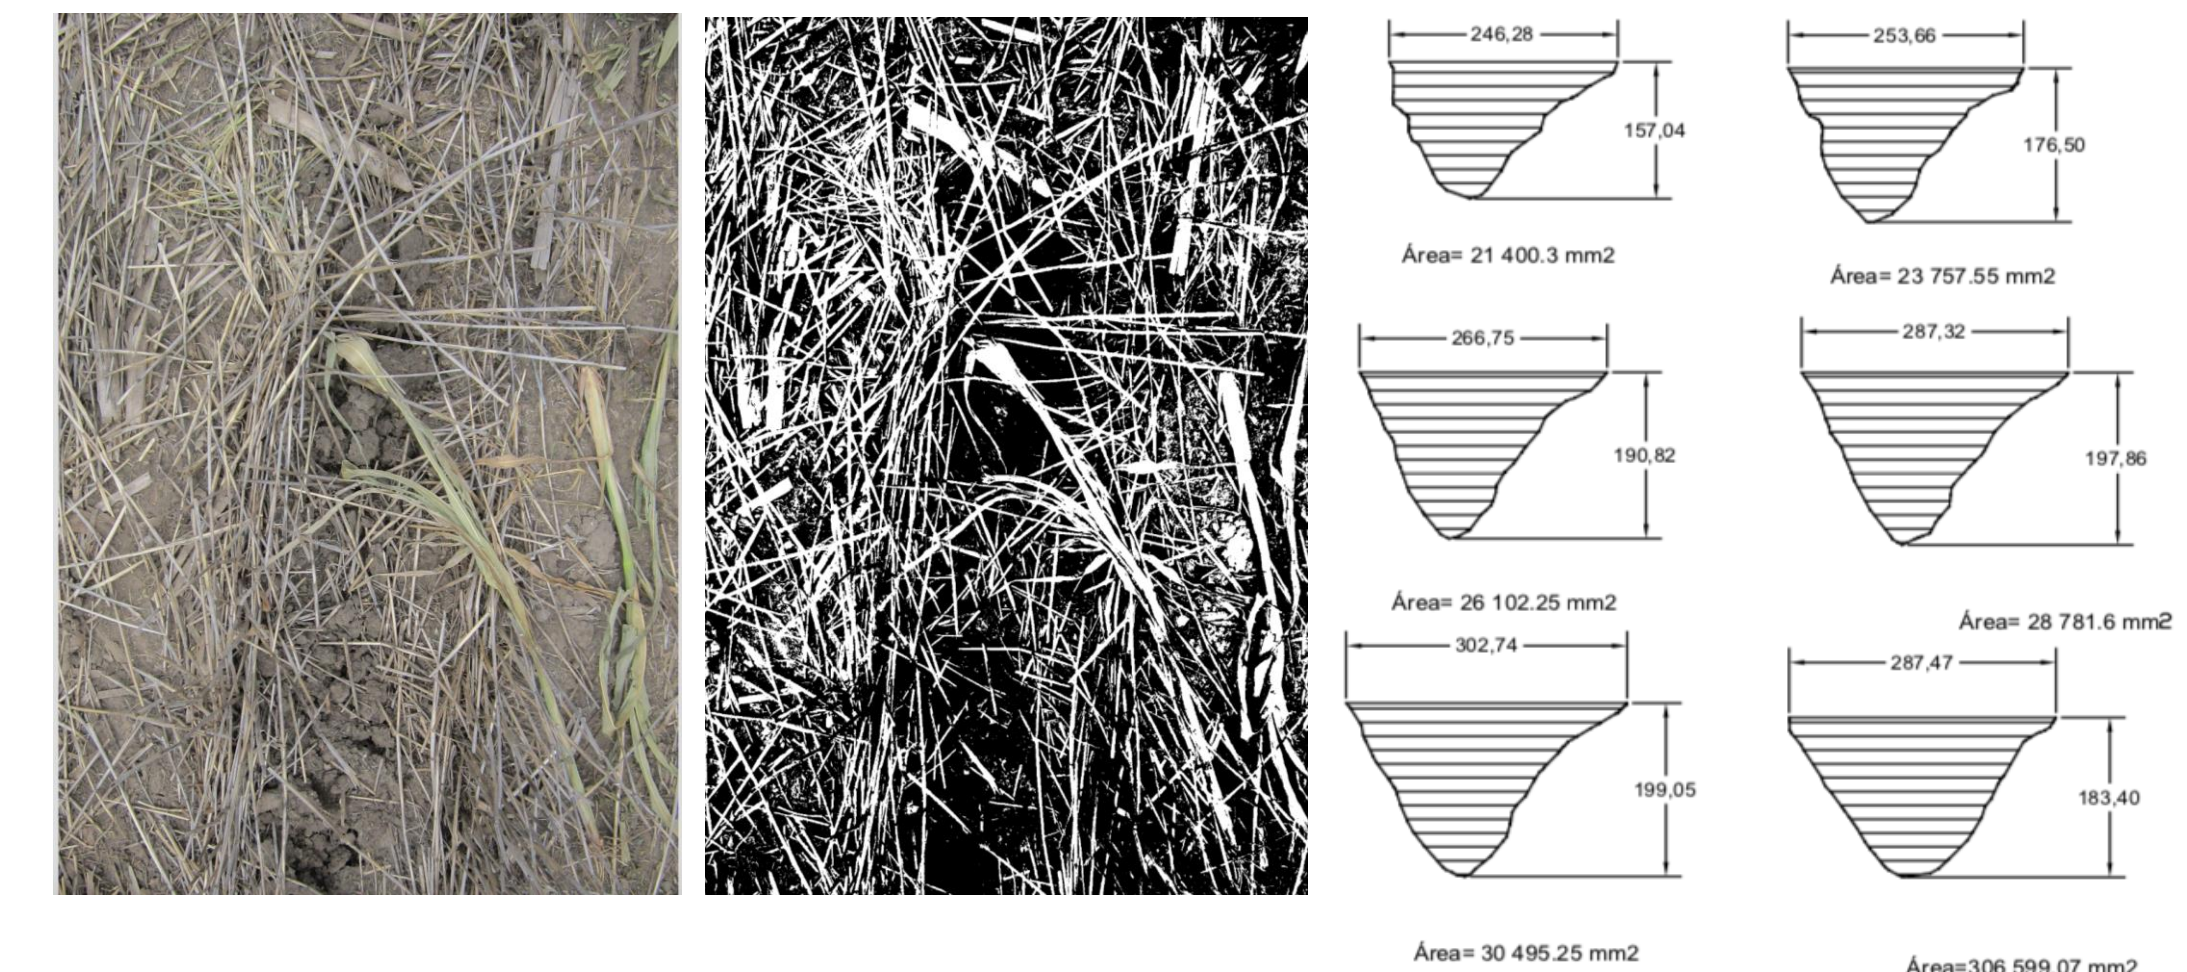 246,28
157,04
Área= 21 400.3 mm2
253,66
176,50
Área= 23 757.55 mm2
266,75
190,82
Área= 26 102.25 mm2
287,32
197,86
Área= 28 781.6 mm2
302,74
199,05
Área= 30 495.25 mm2
287,47
183,40
Área=306 599.07 mm2